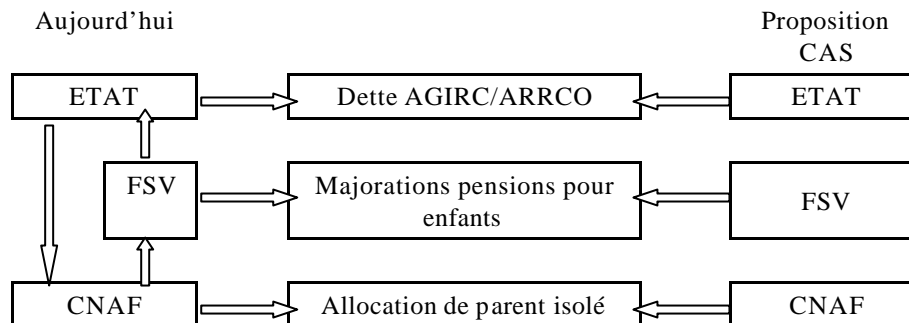 Aujourd'hui
Proposition
CAS
ETAT
Dette AGIRC/ARRCO
ETAT
FSV
Majorations pensions pour
enfants
FSV
CNAF
Allocation de parent isolé
CNAF